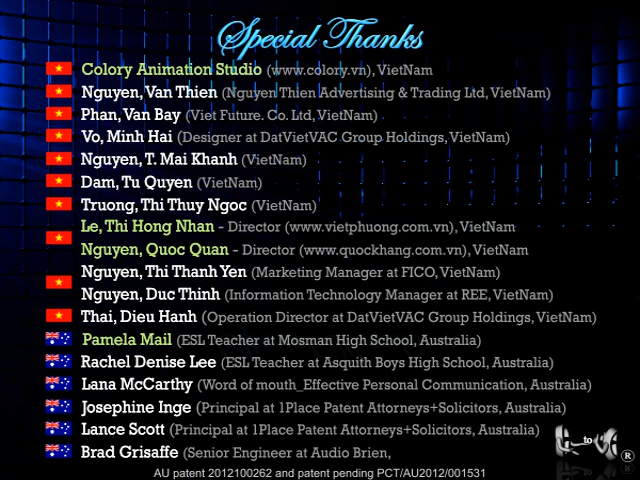 Special Thanks
Colory Animation Studio (www.colory.vn), VietNam
Nguyen, Van Thien (Nguyen Thien Advertising & Trading Ltd, VietNam)
Phan, Van Bay (Viet Future. Co. Ltd, VietNam)
Vo, Minh Hai (Designer at DatVietVAC Group Holdings, VietNam)
Nguyen, T. Mai Khanh (VietNam)
Dam, Tu Quyen (VietNam)
Truong, Thi Thuy Ngoc (VietNam)
Le, Thi Hong Nhan - Director (www.vietphuong.com.vn), VietNam
Nguyen, Quoc Quan - Director (www.quockhang.com.vn), VietNam
Nguyen, Thi Thanh Yen (Marketing Manager at FICO, VietNam)
Nguyen, Duc Thinh (Information Technology Manager at REE, VietNam)
Thai, Dieu Hanh (Operation Director at DatVietVAC Group Holdings, VietNam)
Pamela Mail (ESL Teacher at Mosman High School, Australia)
Rachel Denise Lee (ESL Teacher at Asquith Boys High School, Australia)
Lana McCarthy (Word of mouth_Effective Personal Communication, Australia)
Josephine Inge (Principal at 1Place Patent Attorneys+Solicitors, Australia)
Lance Scott (Principal at 1Place Patent Attorneys+Solicitors, Australia)
to
Brad Grisaffe (Senior Engineer at Audio Brien,
®
AU patent 2012100262 and patent pending PCT/AU2012/001531